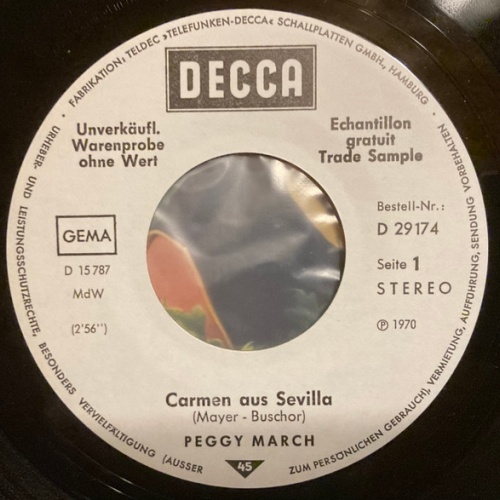 · FABRIKATION: TELDEC »TELEFUNKEN-DECCA« SCHALLPLATTEN GMBH., HAMBURG ·
DECCA
Unverkäufl.
Warenprobe
ohne Wert
Echantillon
gratuit
Trade Sample
GEMA
D 15 787
MdW
(2'56'')
Bestell-Nr.:
D 29174
Seite 1
STEREO
℗ 1970
Carmen aus Sevilla
(Mayer - Buschor)
PEGGY MARCH
45
URHEBER- UND LEISTUNGSSCHUTZRECHTE, BESONDERS VERVIELFÄLTIGUNG (AUSSER ZUM PERSÖNLICHEN GEBRAUCH), VERMIETUNG, AUFFÜHRUNG, SENDUNG VORBEHALTEN